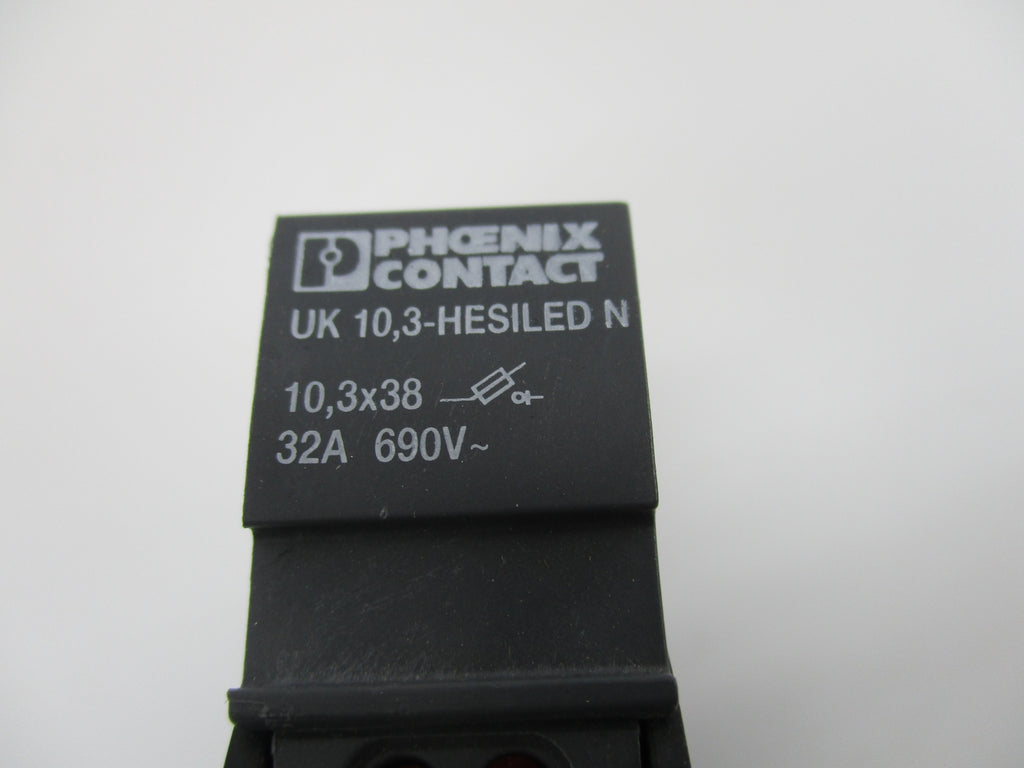 PHŒNIX
CONTACT
UK 10,3-HESILED N
10,3x38
32A 690V~